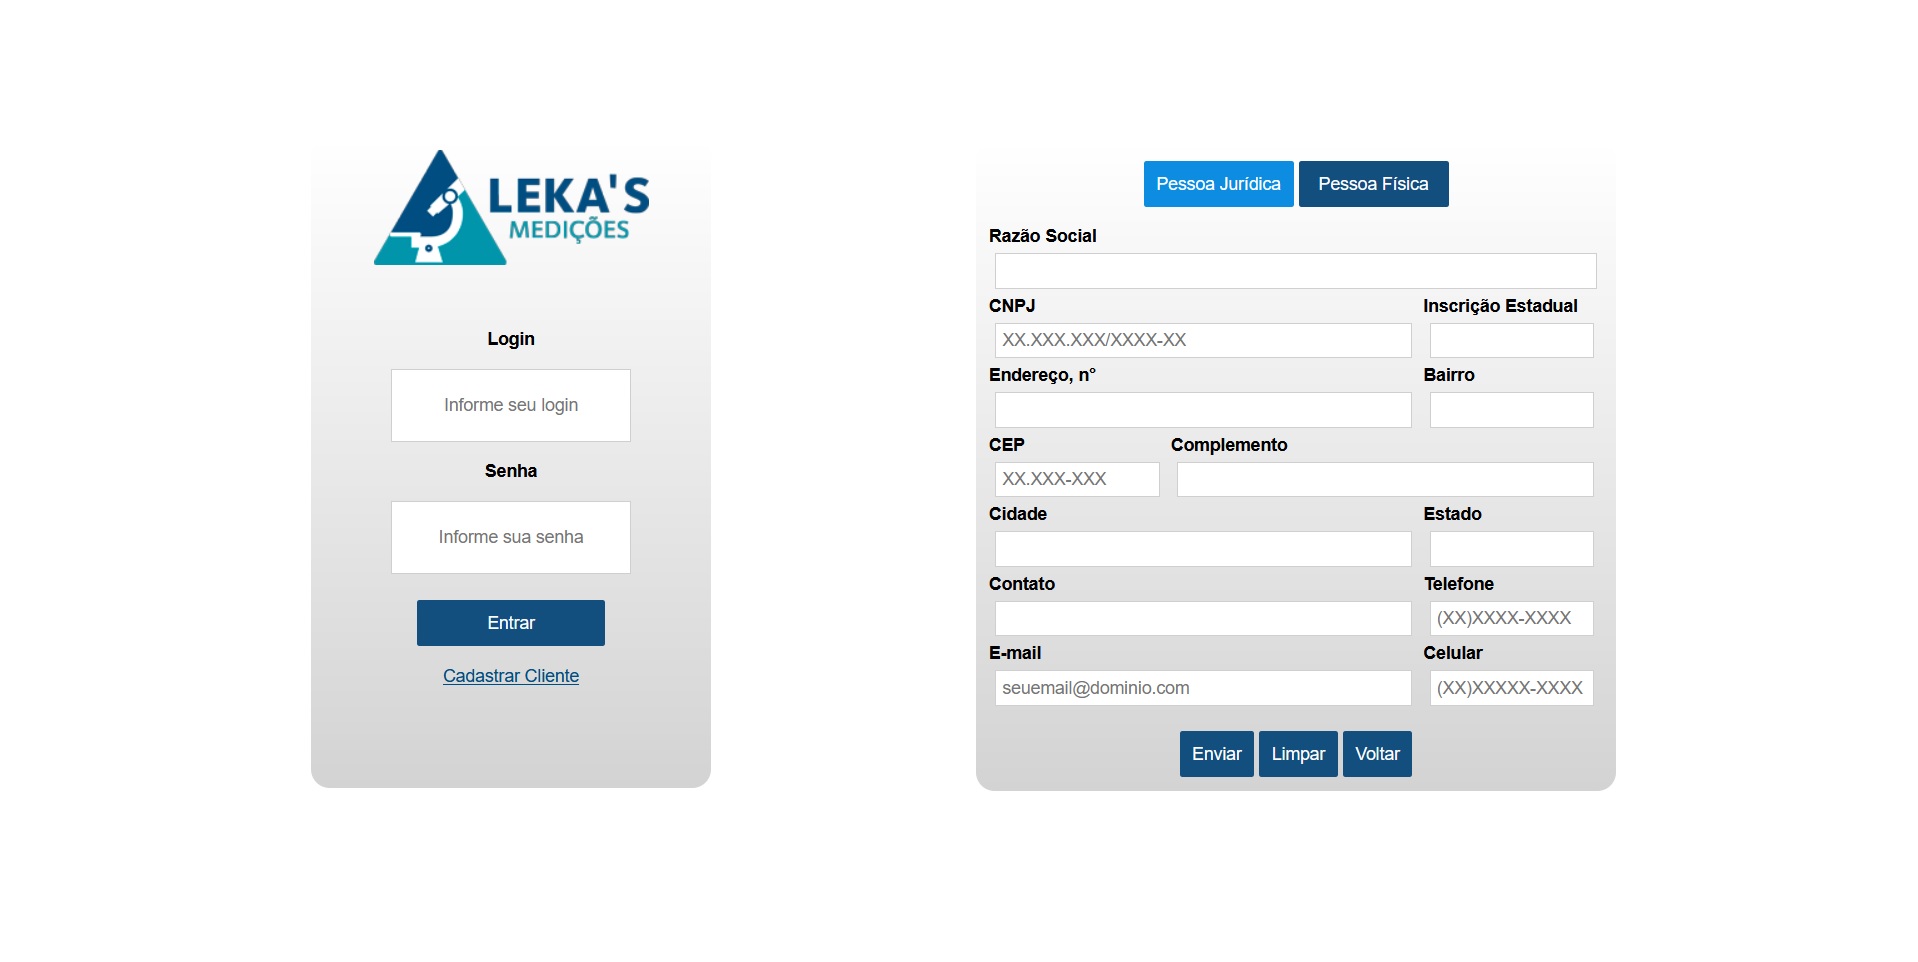 LEKA'S
MEDIÇÕES
Login
Informe seu login
Senha
Informe sua senha
Entrar
Cadastrar Cliente
Pessoa Jurídica Pessoa Física
Razão Social
CNPJ Inscrição Estadual
XX.XXX.XXX/XXXX-XX
Endereço, n° Bairro
CEP Complemento
XX.XXX-XXX
Cidade Estado
Contato Telefone
(XX)XXXX-XXXX
E-mail Celular
seuemail@dominio.com (XX)XXXXX-XXXX
Enviar Limpar Voltar